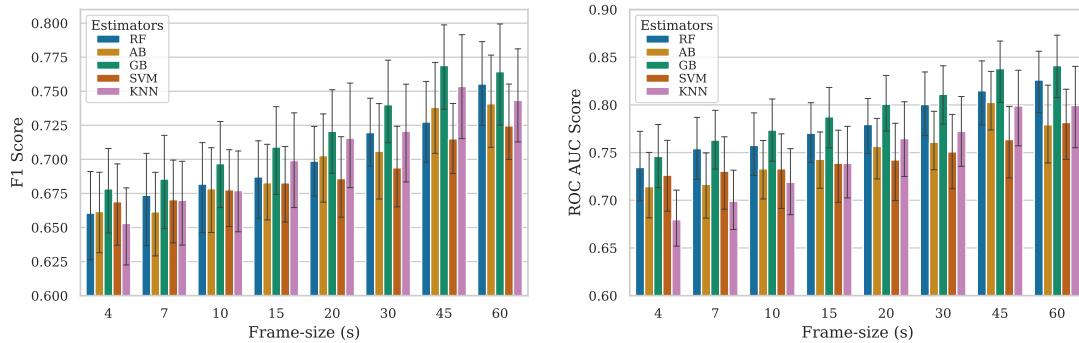 0.800
0.775
0.750
0.725
0.700
0.675
0.650
0.625
0.600
F1 Score
Estimators
RF
AB
GB
SVM
KNN
4 7 10 15 20 30 45 60
Frame-size (s)
0.90
0.85
0.80
0.75
0.70
0.65
0.60
ROC AUC Score
Estimators
RF
AB
GB
SVM
KNN
4 7 10 15 20 30 45 60
Frame-size (s)